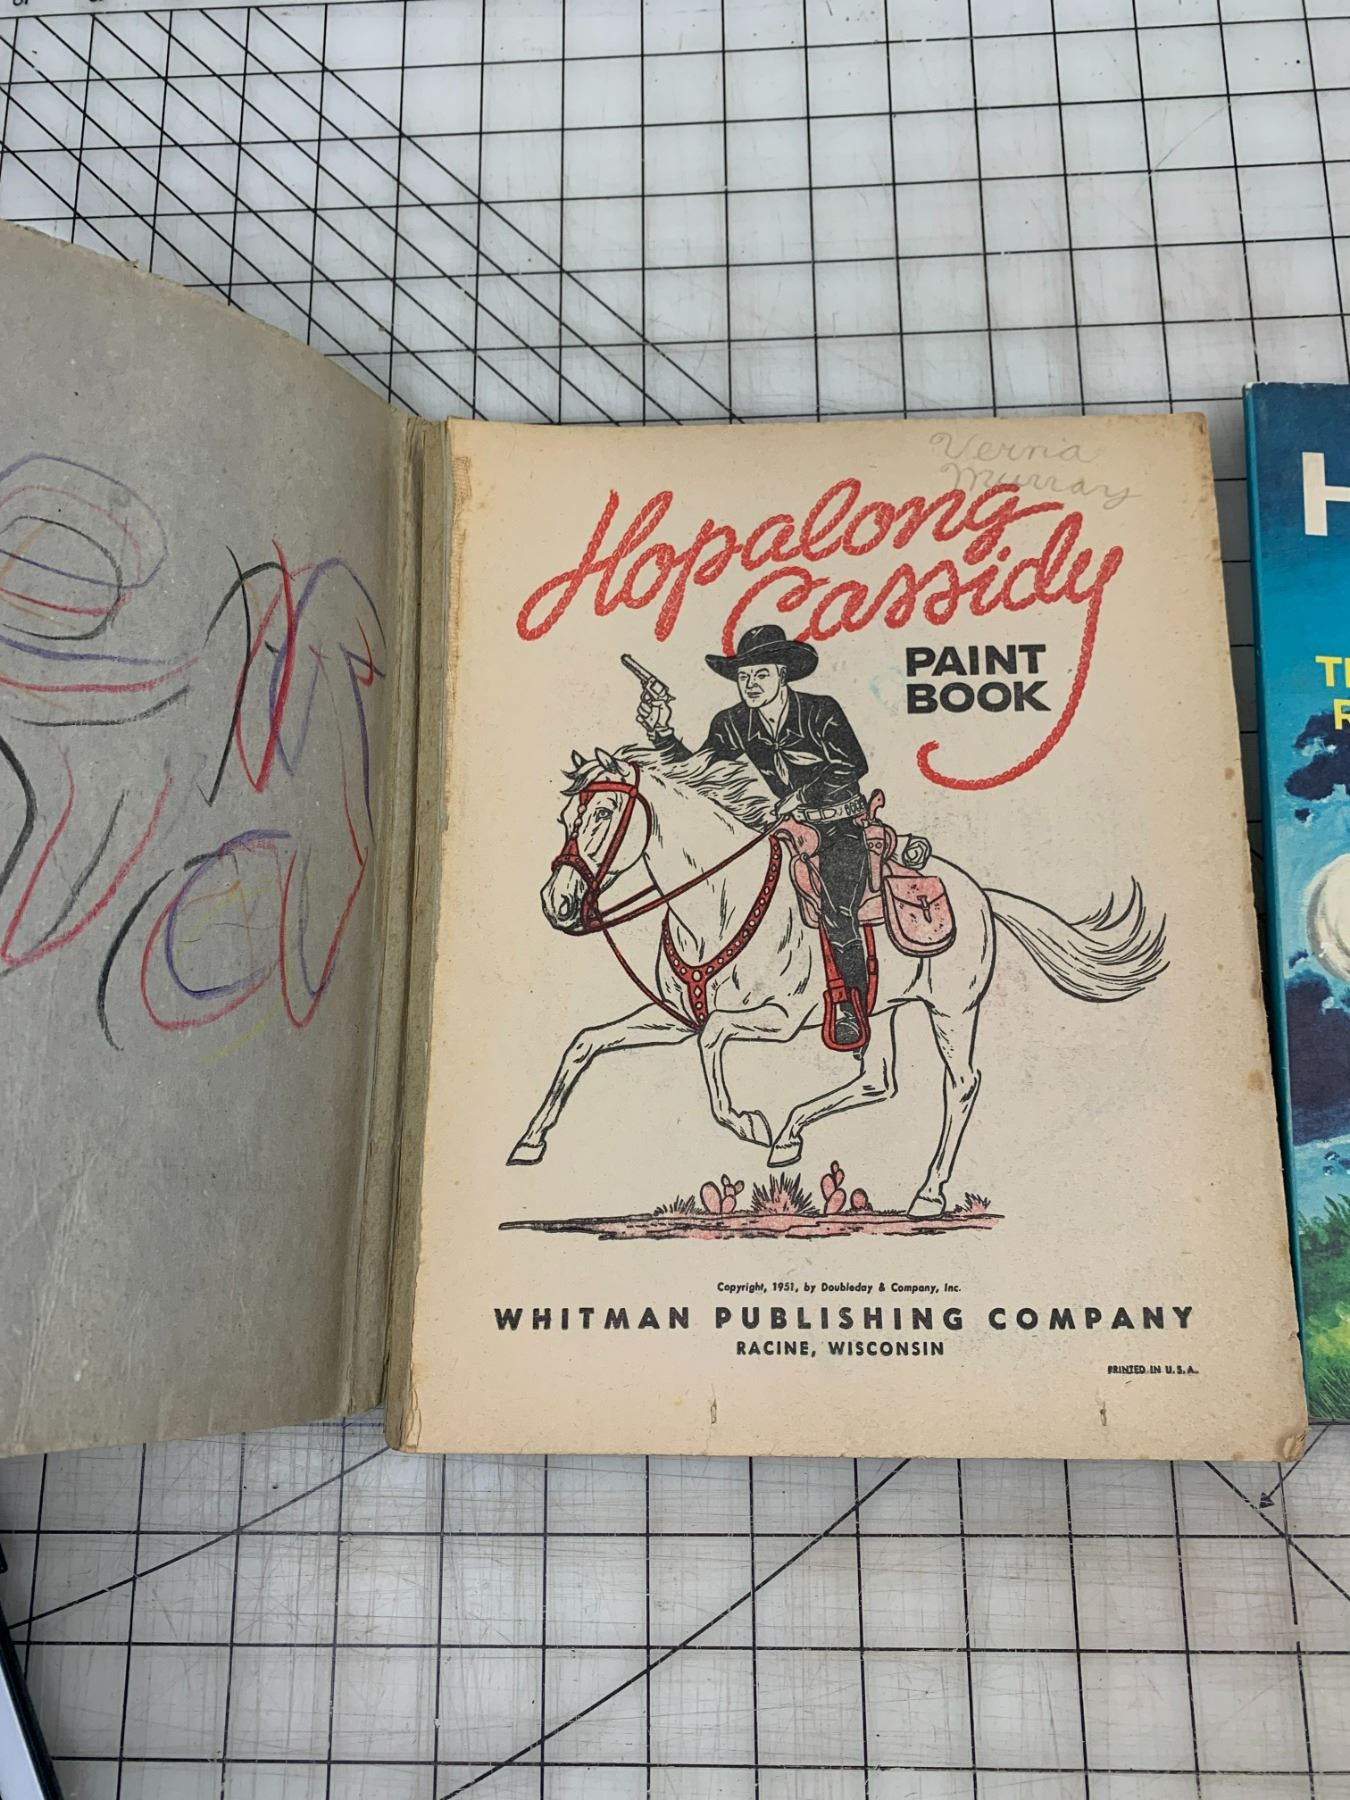 Verna
Murray
Hopalong
Cassidy
PAINT
BOOK
Copyright, 1951, by Doubleday & Company, Inc.
WHITMAN PUBLISHING COMPANY
RACINE, WISCONSIN
PRINTED IN U. S. A.